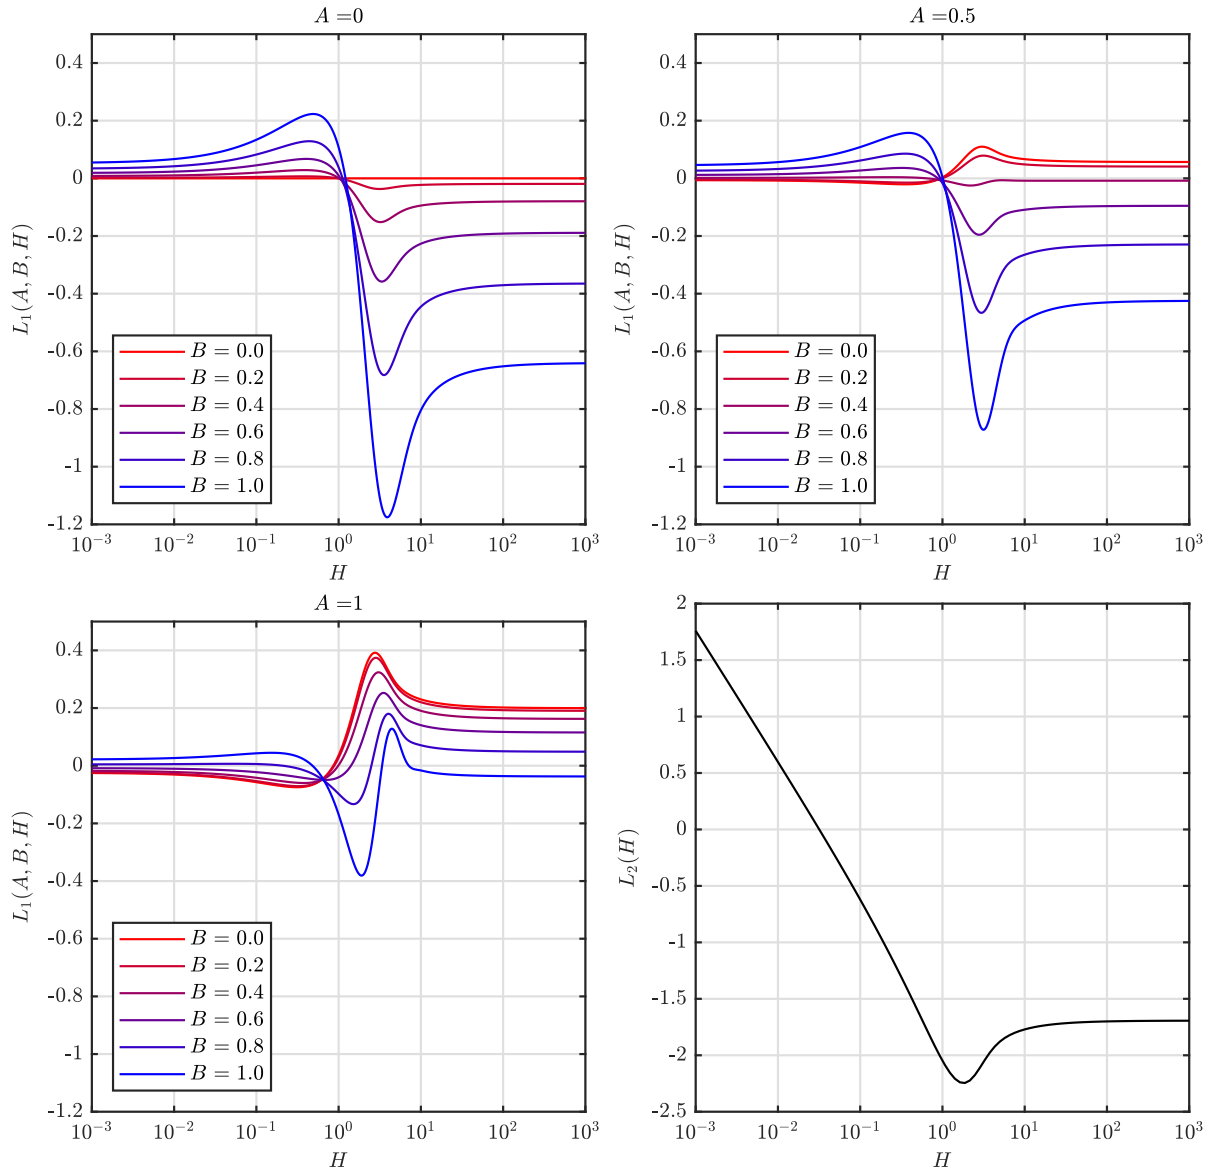 A =0
0.4
0.2
0
-0.2
-0.4
-0.6
-0.8
-1
-1.2
L₁(A, B, H)
B = 0.0
B = 0.2
B = 0.4
B = 0.6
B = 0.8
B = 1.0
10⁻³ 10⁻² 10⁻¹ 10⁰ 10¹ 10² 10³
H
A =0.5
0.4
0.2
0
-0.2
-0.4
-0.6
-0.8
-1
-1.2
L₁(A, B, H)
B = 0.0
B = 0.2
B = 0.4
B = 0.6
B = 0.8
B = 1.0
10⁻³ 10⁻² 10⁻¹ 10⁰ 10¹ 10² 10³
H
A =1
0.4
0.2
0
-0.2
-0.4
-0.6
-0.8
-1
-1.2
L₁(A, B, H)
B = 0.0
B = 0.2
B = 0.4
B = 0.6
B = 0.8
B = 1.0
10⁻³ 10⁻² 10⁻¹ 10⁰ 10¹ 10² 10³
H
2
1.5
1
0.5
0
-0.5
-1
-1.5
-2
-2.5
L₂(H)
10⁻³ 10⁻² 10⁻¹ 10⁰ 10¹ 10² 10³
H